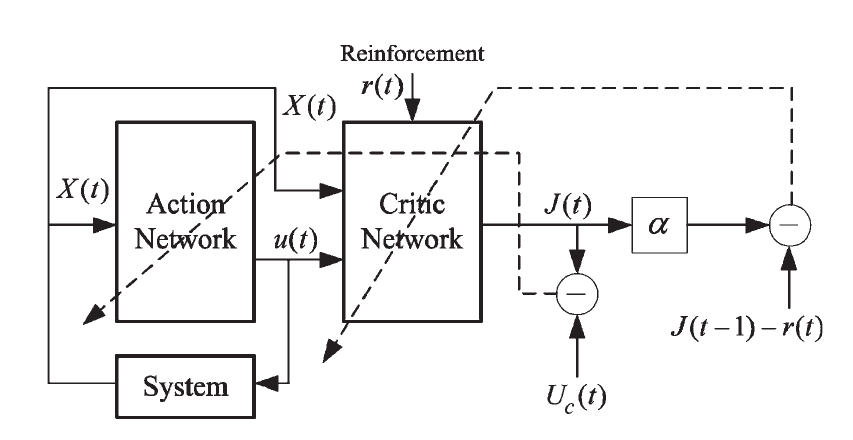 Reinforcement
r(t)
X(t)
X(t)
Action
Network
u(t)
Critic
Network
J(t)
α
−
−
J(t−1)−r(t)
System
U_c(t)